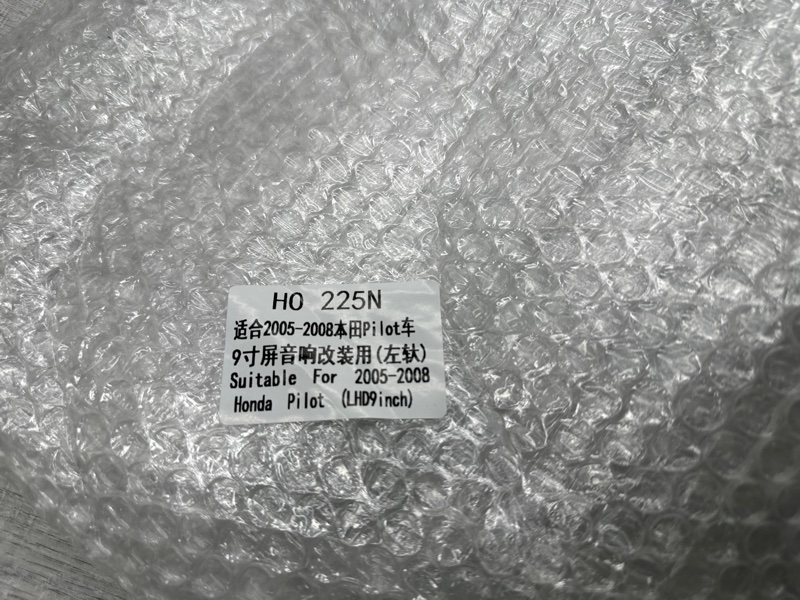 HO 225N
适合2005-2008本田Pilot车
9寸屏音响改装用(左钛)
Suitable For 2005-2008
Honda Pilot (LHD9inch)